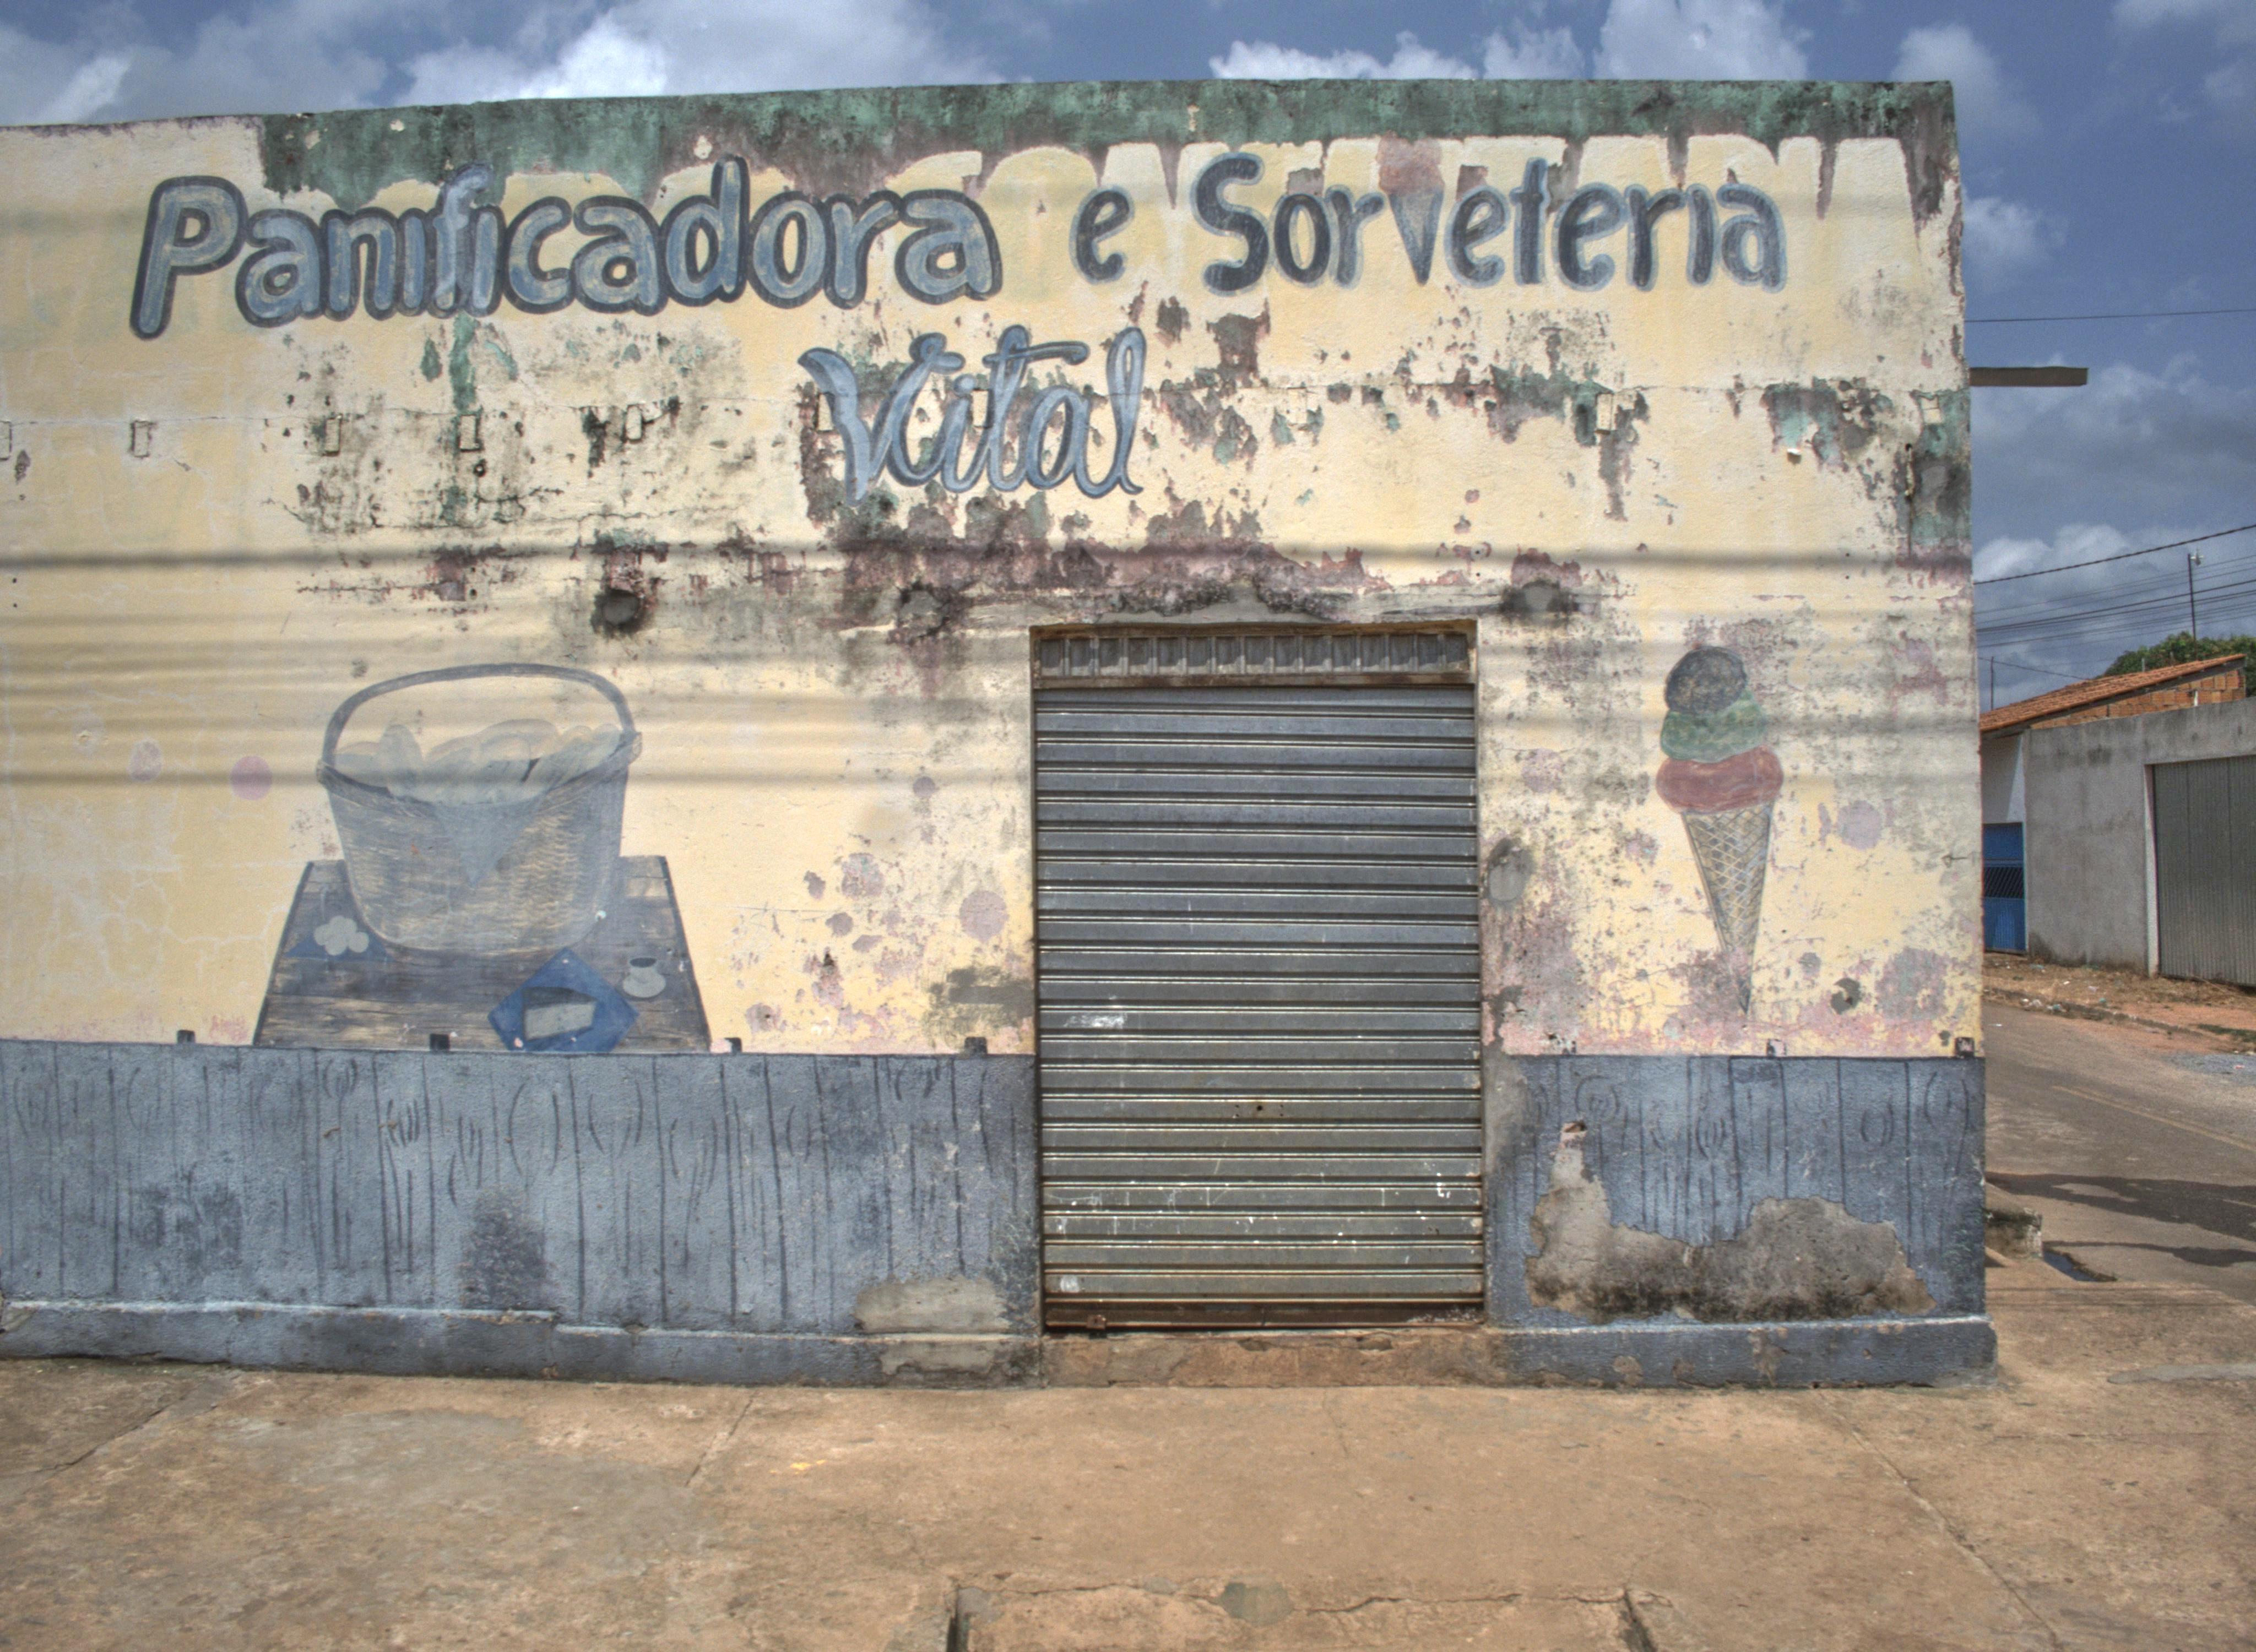 Panificadora e Sorveteria
Vital